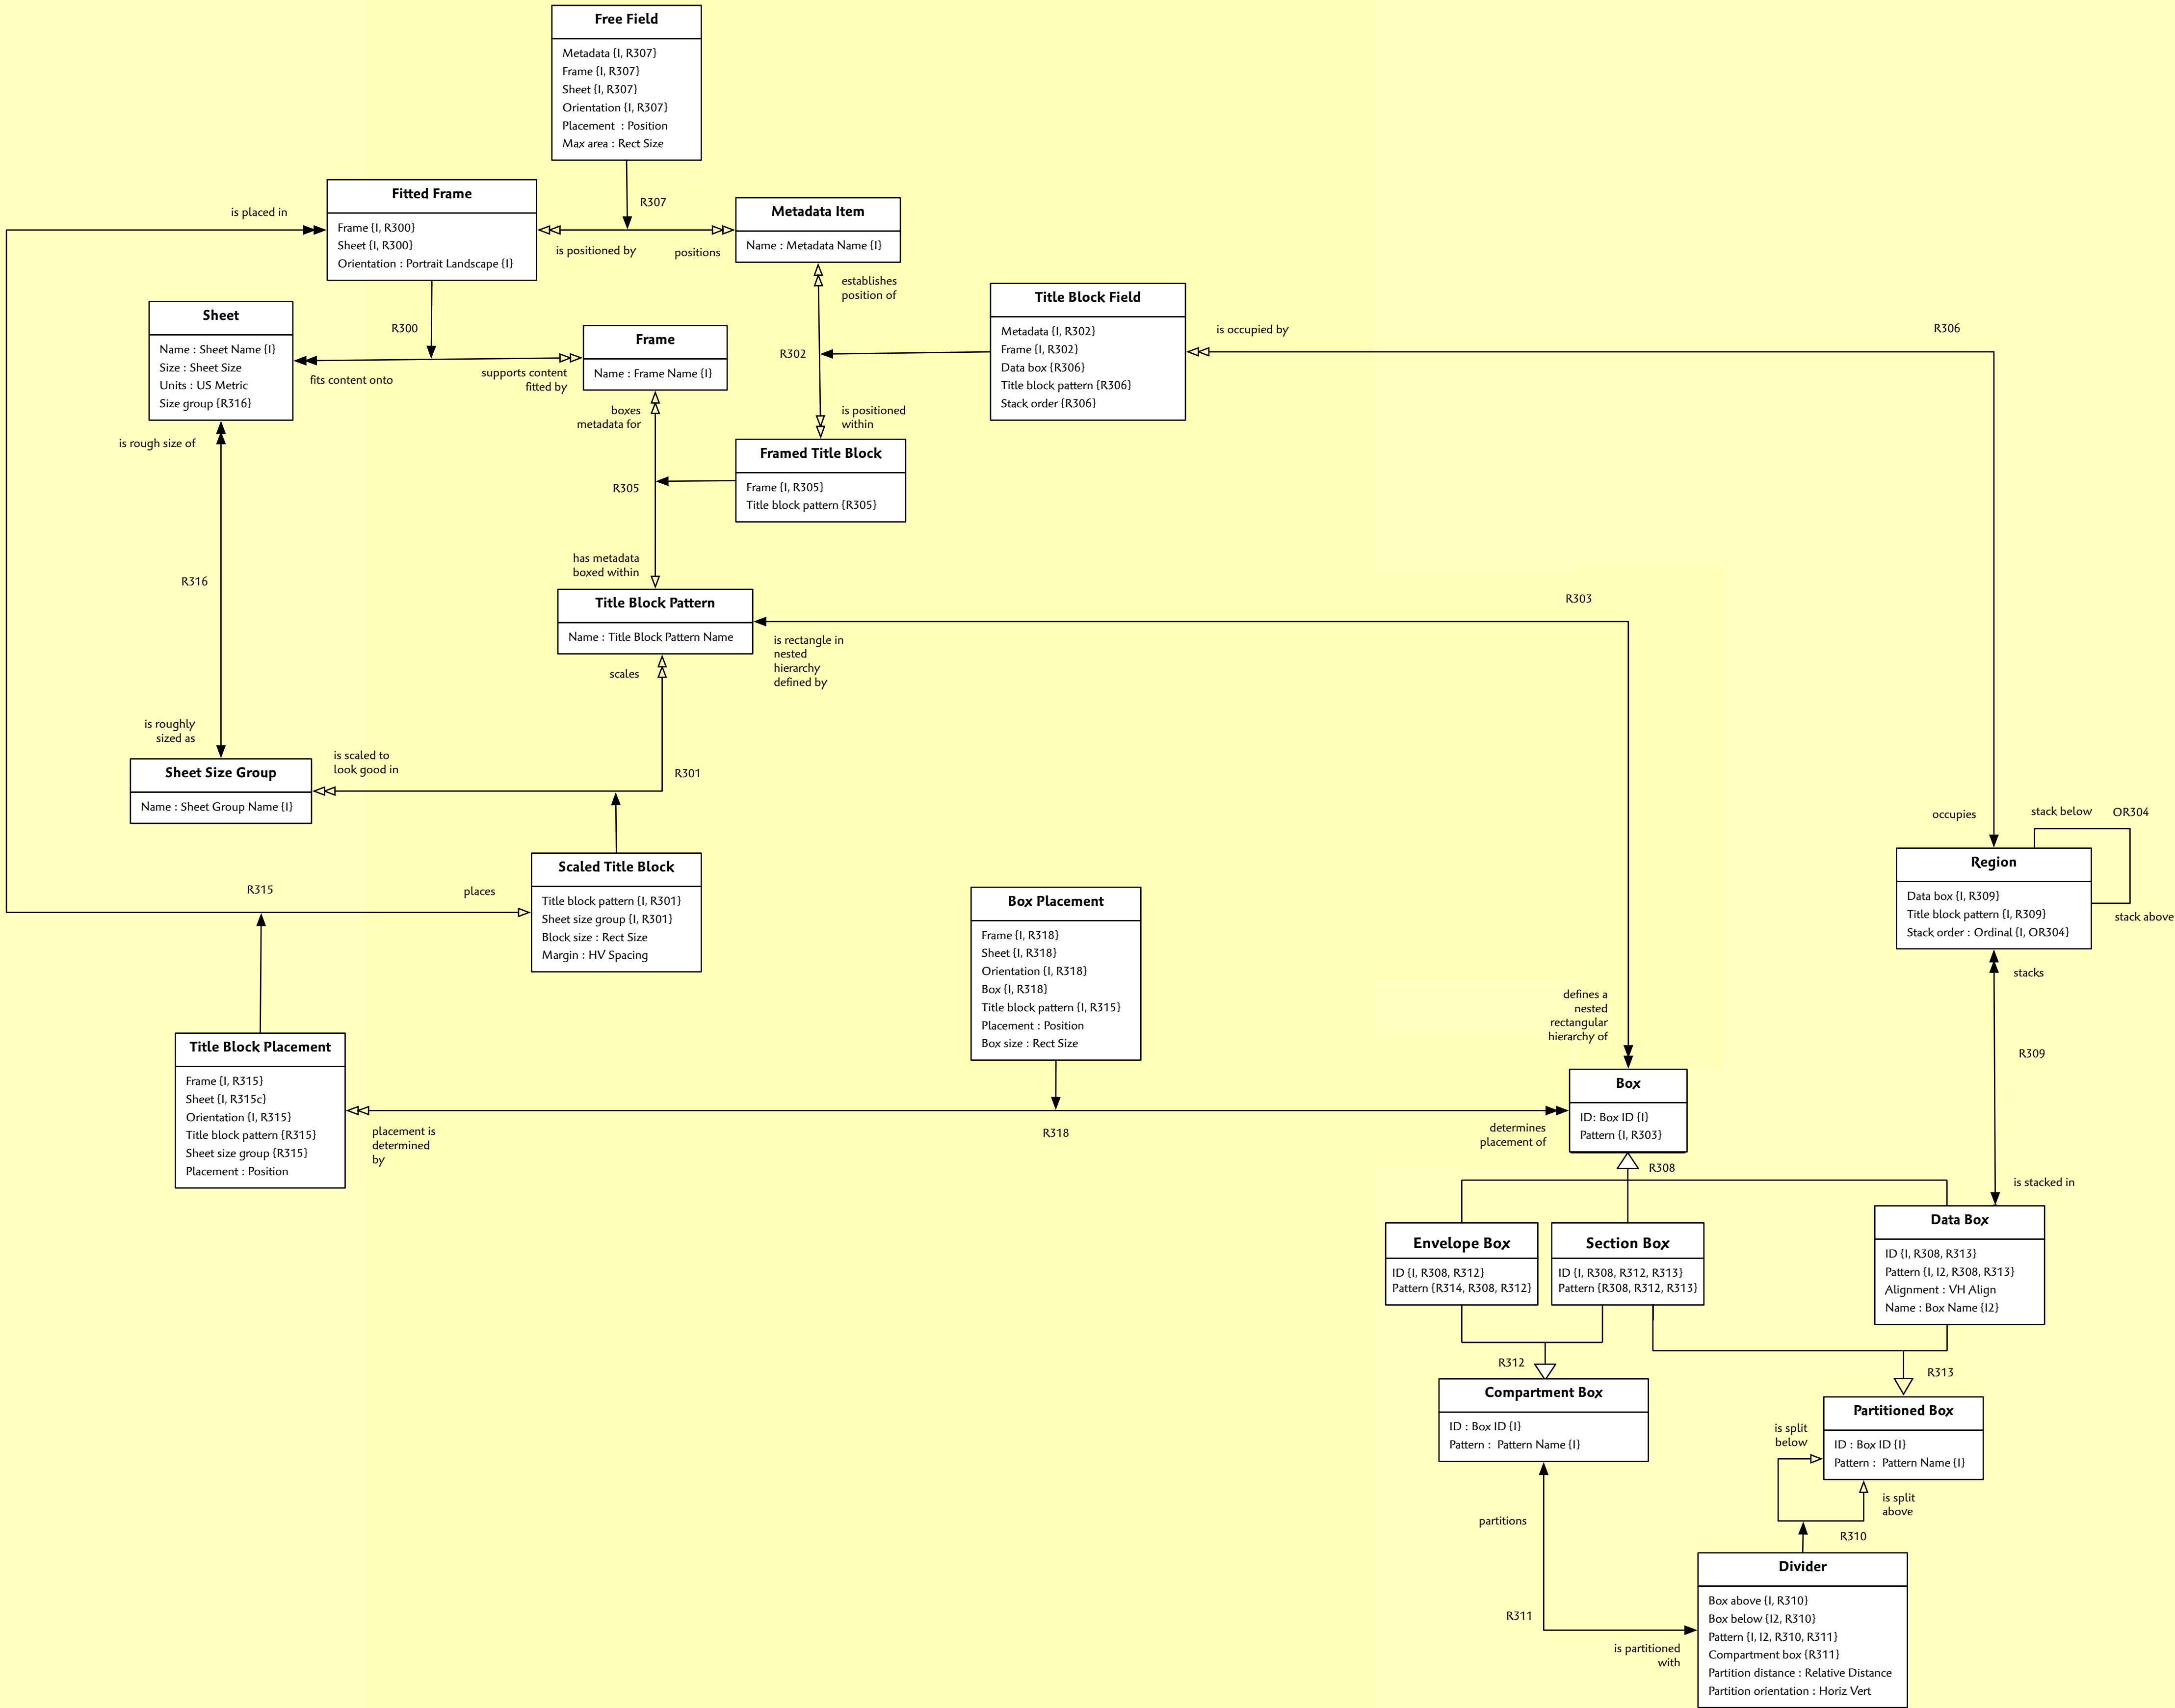 Free Field
Metadata {I, R307}
Frame {I, R307}
Sheet {I, R307}
Orientation {I, R307}
Placement : Position
Max area : Rect Size
Fitted Frame
Frame {I, R300}
Sheet {I, R300}
Orientation : Portrait Landscape {I}
is placed in
R307
is positioned by
positions
Metadata Item
Name : Metadata Name {I}
establishes
position of
Title Block Field
Metadata {I, R302}
Frame {I, R302}
Data box {R306}
Title block pattern {R306}
Stack order {R306}
is occupied by
R306
Sheet
Name : Sheet Name {I}
Size : Sheet Size
Units : US Metric
Size group {R316}
R300
fits content onto
supports content
fitted by
Frame
Name : Frame Name {I}
R302
is positioned
within
boxes
metadata for
is rough size of
Framed Title Block
Frame {I, R305}
Title block pattern {R305}
R305
has metadata
boxed within
R316
Title Block Pattern
Name : Title Block Pattern Name
R303
is rectangle in
nested
hierarchy
defined by
scales
is roughly
sized as
is scaled to
look good in
R301
Sheet Size Group
Name : Sheet Group Name {I}
occupies
stack below
OR304
Region
Data box {I, R309}
Title block pattern {I, R309}
Stack order : Ordinal {I, OR304}
stack above
stacks
Scaled Title Block
Title block pattern {I, R301}
Sheet size group {I, R301}
Block size : Rect Size
Margin : HV Spacing
R315
places
Box Placement
Frame {I, R318}
Sheet {I, R318}
Orientation {I, R318}
Box {I, R318}
Title block pattern {I, R315}
Placement : Position
Box size : Rect Size
defines a
nested
rectangular
hierarchy of
R309
Title Block Placement
Frame {I, R315}
Sheet {I, R315c}
Orientation {I, R315}
Title block pattern {R315}
Sheet size group {R315}
Placement : Position
placement is
determined
by
R318
determines
placement of
Box
ID: Box ID {I}
Pattern {I, R303}
R308
is stacked in
Envelope Box
ID {I, R308, R312}
Pattern {R314, R308, R312}
Section Box
ID {I, R308, R312, R313}
Pattern {R308, R312, R313}
Data Box
ID {I, R308, R313}
Pattern {I, I2, R308, R313}
Alignment : VH Align
Name : Box Name {I2}
R312
R313
Compartment Box
ID : Box ID {I}
Pattern : Pattern Name {I}
Partitioned Box
ID : Box ID {I}
Pattern : Pattern Name {I}
is split
below
is split
above
R310
partitions
R311
is partitioned
with
Divider
Box above {I, R310}
Box below {I2, R310}
Pattern {I, I2, R310, R311}
Compartment box {R311}
Partition distance : Relative Distance
Partition orientation : Horiz Vert